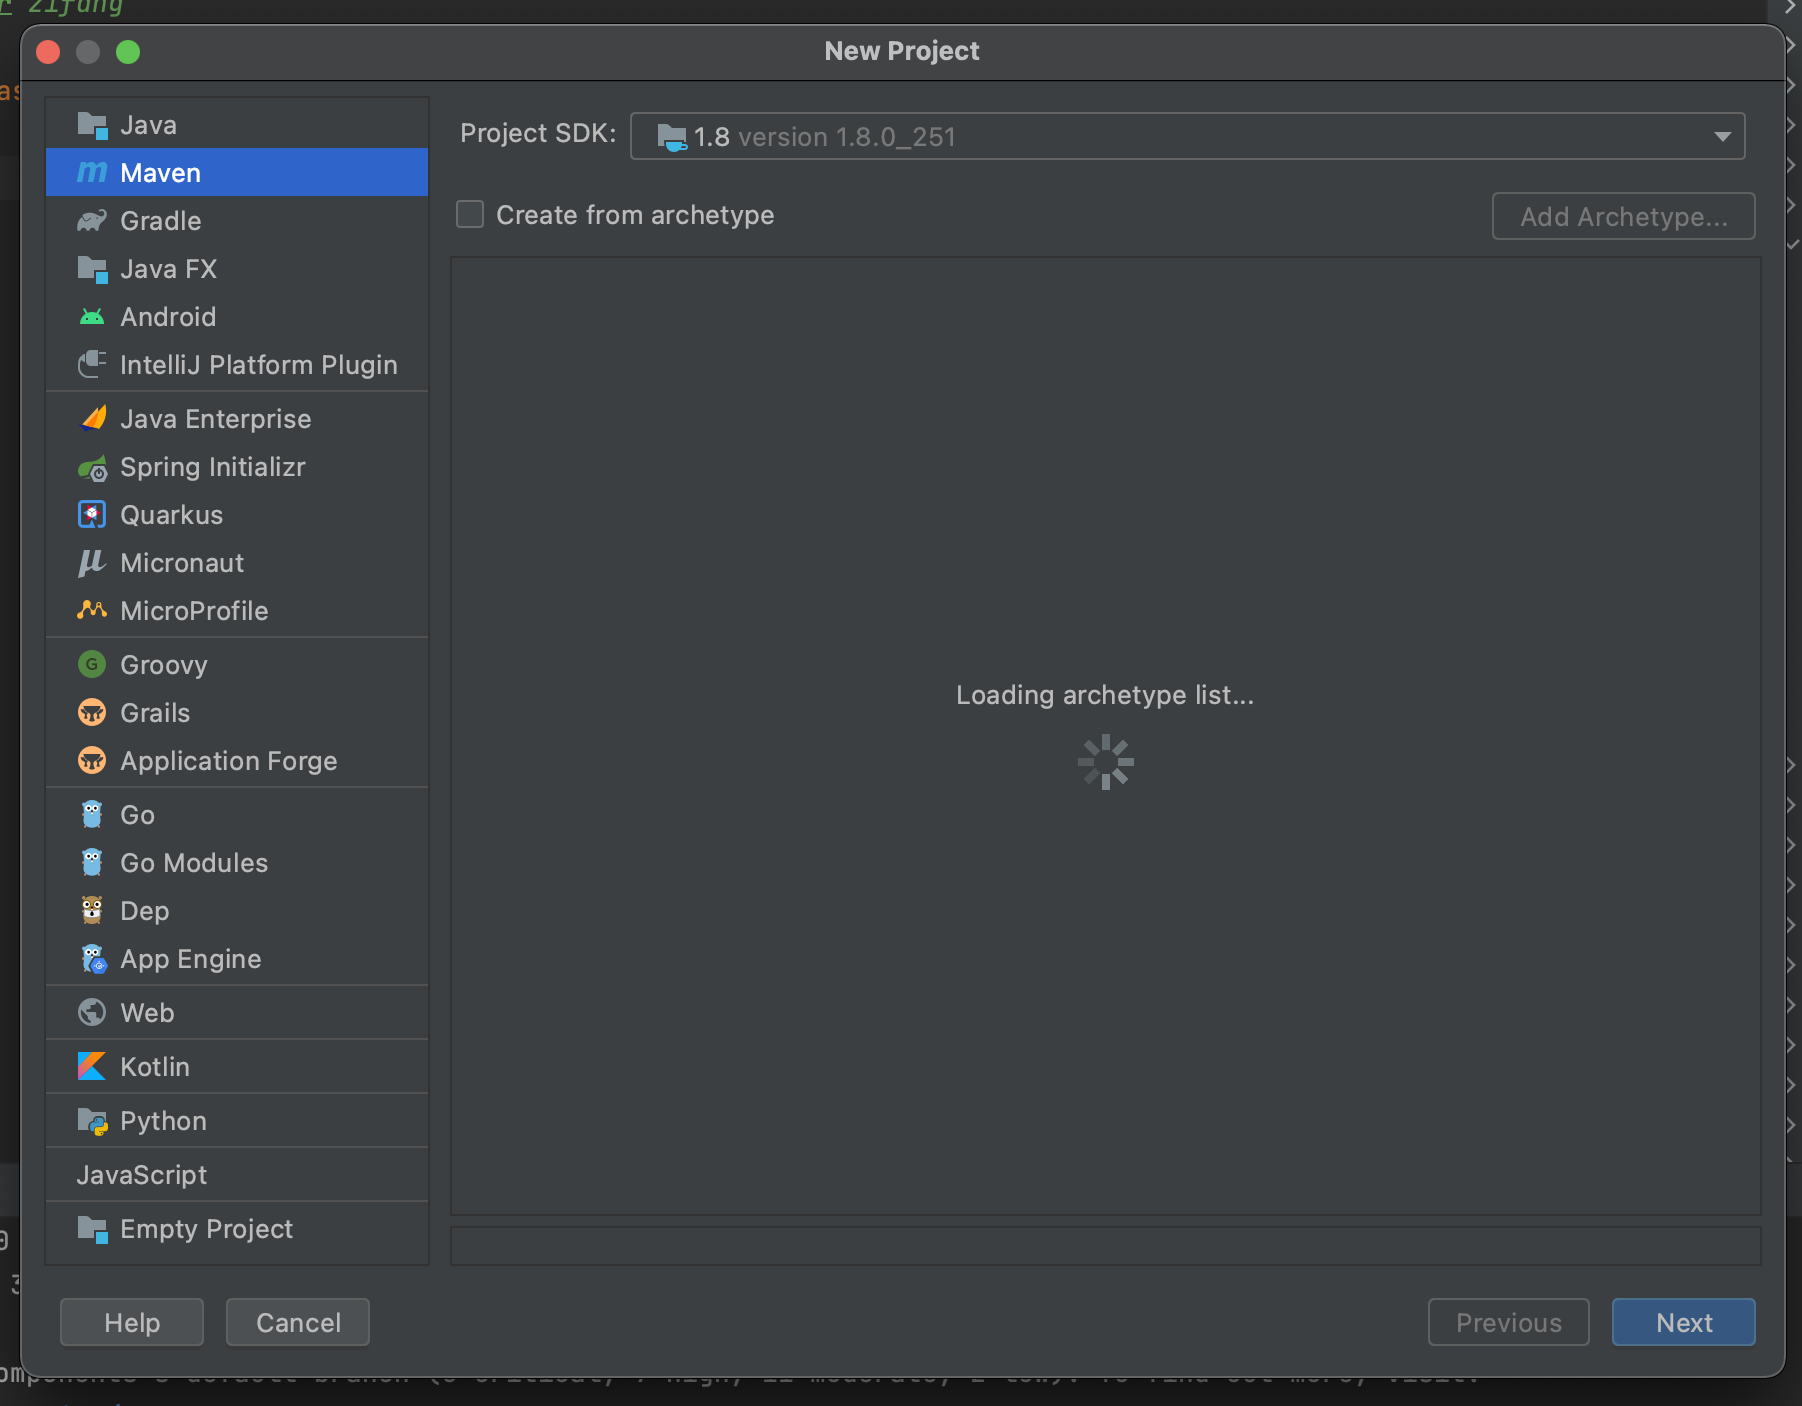 zifang
New Project
Java
Maven
Gradle
Java FX
Android
IntelliJ Platform Plugin
Java Enterprise
Spring Initializr
Quarkus
Micronaut
MicroProfile
G Groovy
Grails
Application Forge
Go
Go Modules
Dep
App Engine
Web
Kotlin
Python
JavaScript
Empty Project
Project SDK: 1.8 version 1.8.0_251
Create from archetype
Add Archetype...
Loading archetype list...
Help
Cancel
Previous
Next